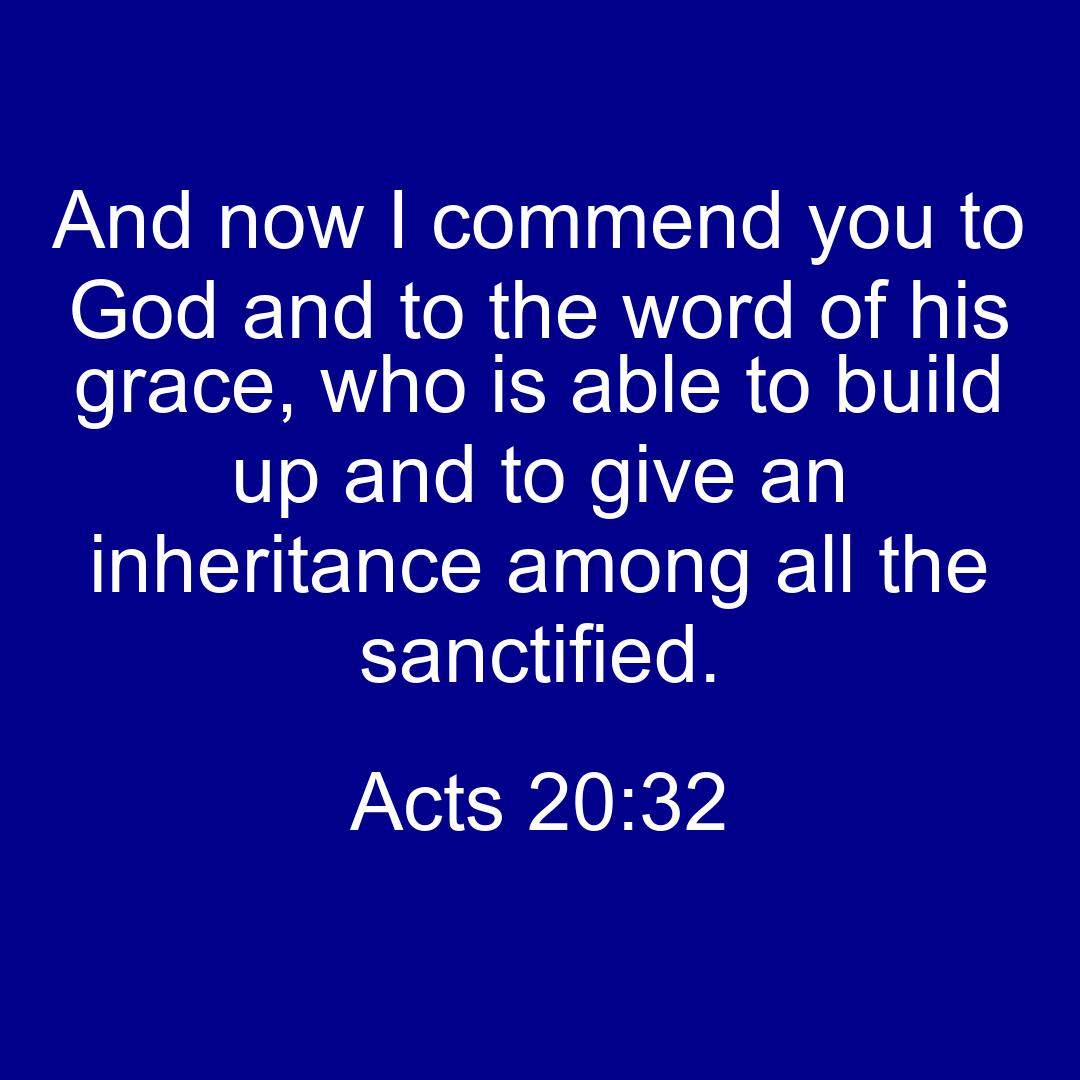 And now I commend you to
God and to the word of his
grace, who is able to build
up and to give an
inheritance among all the
sanctified.
Acts 20:32